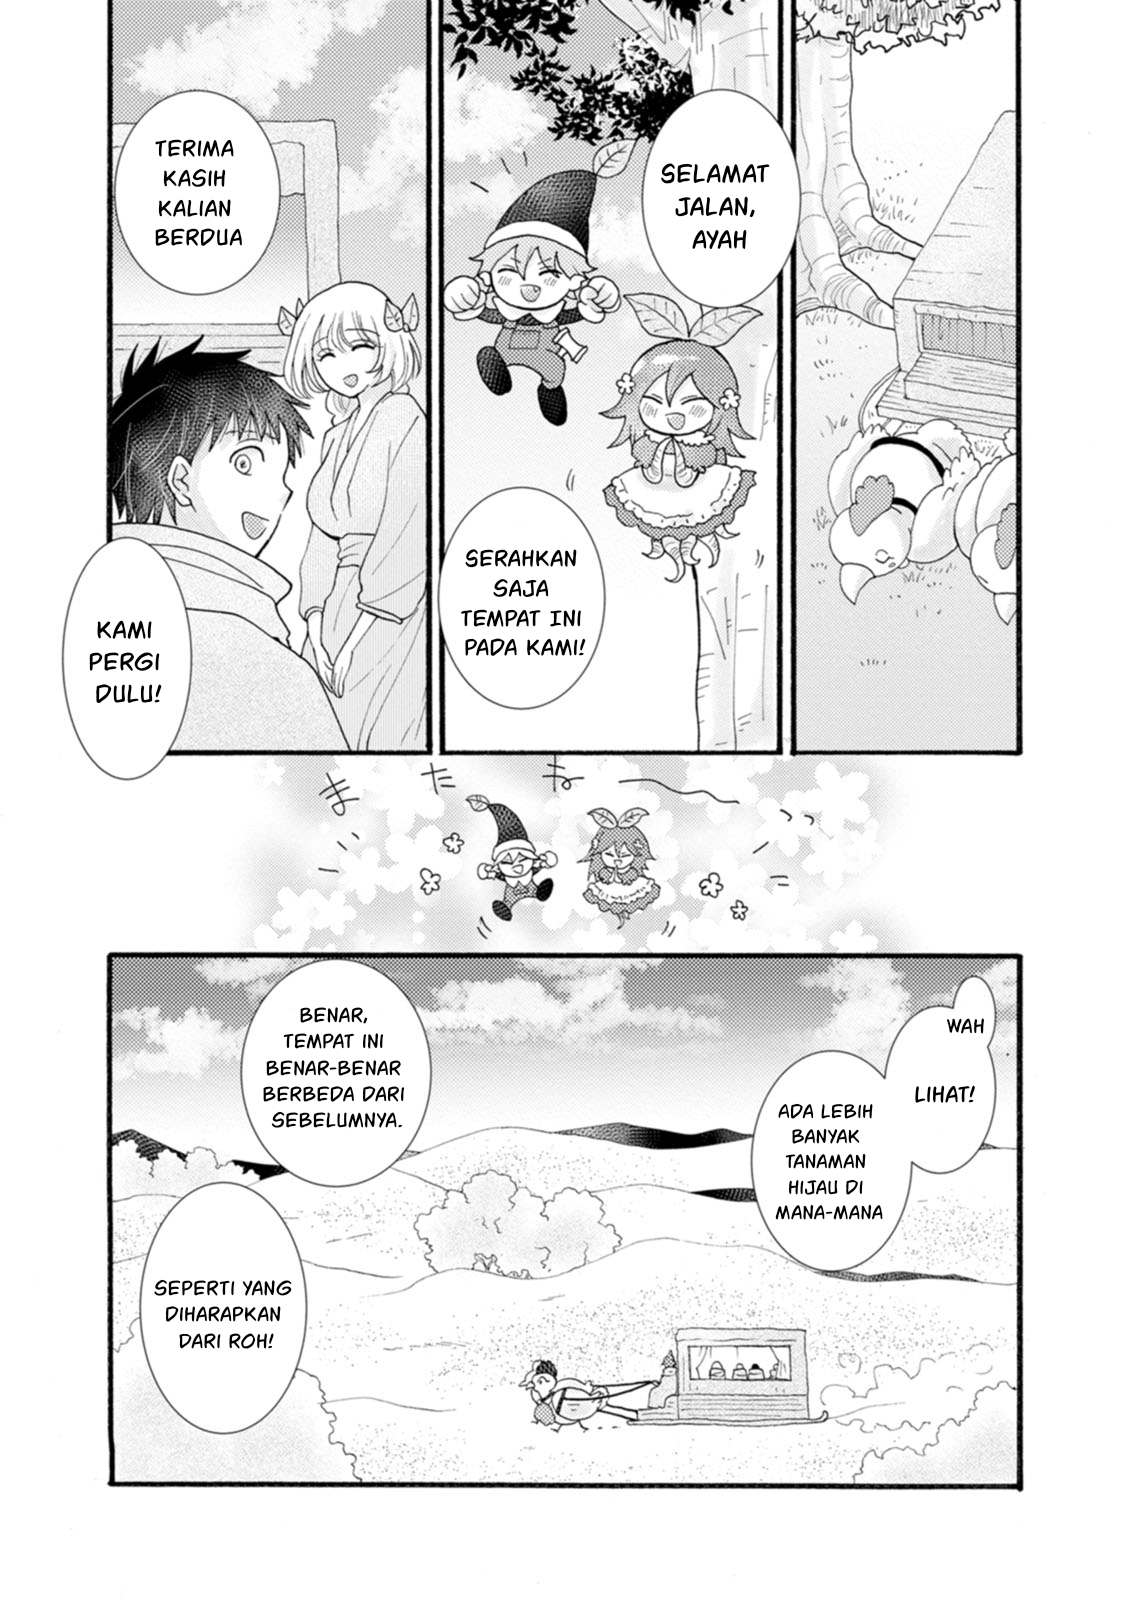 SELAMAT
JALAN,
AYAH
SERAHKAN
SAJA
TEMPAT INI
PADA KAMI!
TERIMA
KASIH
KALIAN
BERDUA
KAMI
PERGI
DULU!
またね〜
WAH
LIHAT!
ADA LEBIH
BANYAK
TANAMAN
HIJAU DI
MANA-MANA
BENAR,
TEMPAT INI
BENAR-BENAR
BERBEDA DARI
SEBELUMNYA.
SEPERTI YANG
DIHARAPKAN
DARI ROH!